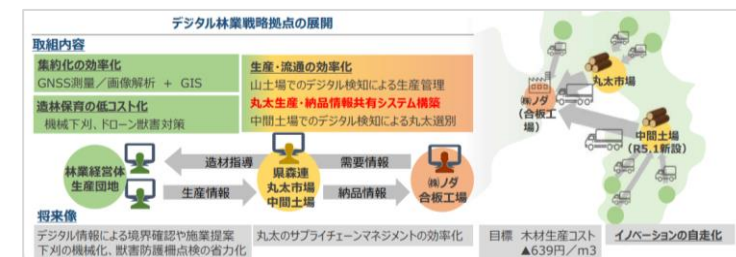 デジタル林業戦略拠点の展開
取組内容
集約化の効率化
GNSS測量／画像解析 ＋ GIS
造林保育の低コスト化
機械下刈、ドローン獣害対策
生産・流通の効率化
山土場でのデジタル検知による生産管理
丸太生産・納品情報共有システム構築
中間土場でのデジタル検知による丸太選別
林業経営体
生産団地
造材指導
生産情報
県森連
丸太市場
中間土場
需要情報
納品情報
㈱ノダ
合板工場
丸太市場
㈱ノダ
（合板工
場）
中間土場
（R5.1新設）
将来像
デジタル情報による境界確認や施業提案
下刈の機械化、獣害防護柵点検の省力化
丸太のサプライチェーンマネジメントの効率化
目標 木材生産コスト
▲639円／m3
イノベーションの自走化